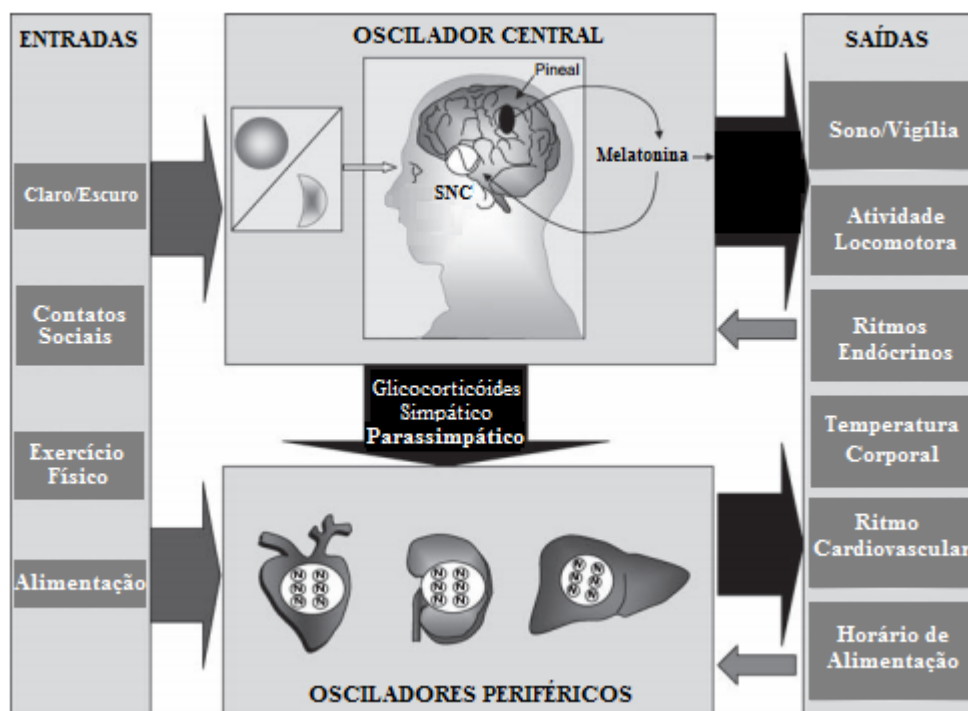 ENTRADAS
Claro/Escuro
Contatos
Sociais
Exercício
Físico
Alimentação
OSCILADOR CENTRAL
Pineal
Melatonina
SNC
Glicocorticóides
Simpático
Parassimpático
N N
N N
N N
N N
N N
N N
N N
N N
N N
OSCILADORES PERIFÉRICOS
SAÍDAS
Sono/Vigília
Atividade
Locomotora
Ritmos
Endócrinos
Temperatura
Corporal
Ritmo
Cardiovascular
Horário de
Alimentação